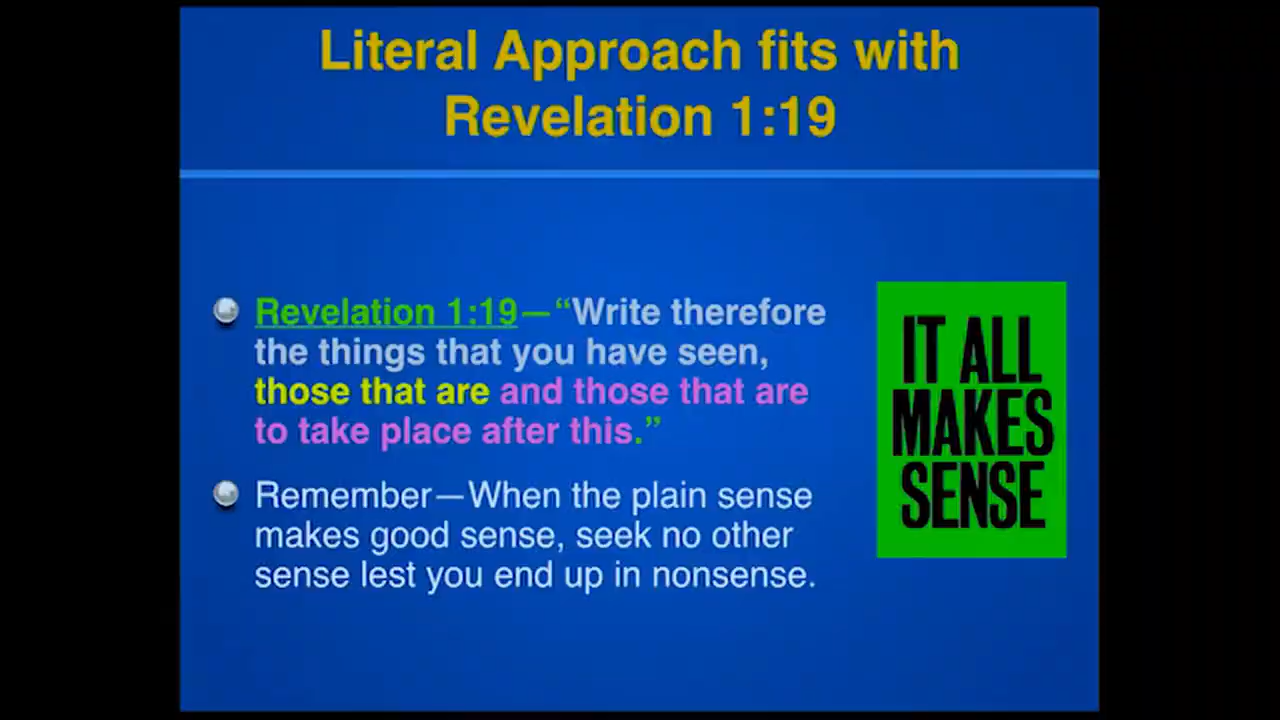 Literal Approach fits with
Revelation 1:19
Revelation 1:19—“Write therefore
the things that you have seen,
those that are and those that are
to take place after this.”
Remember—When the plain sense
makes good sense, seek no other
sense lest you end up in nonsense.
IT ALL
MAKES
SENSE